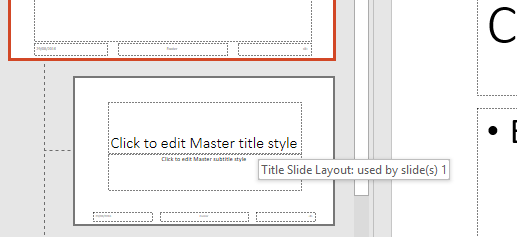 Footer
C
Click to edit Master title style
Click to edit Master subtitle style
• E
Title Slide Layout: used by slide(s) 1